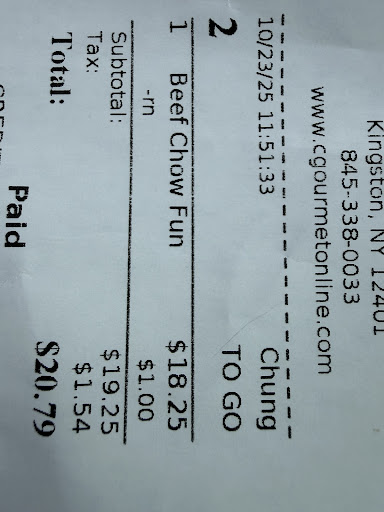 Kingston, NY 12401
845-338-0033
www.cgourmetonline.com
10/23/25 11:51:33 Chung
2 TO GO
1 Beef Chow Fun $18.25
-rn $1.00
Subtotal: $19.25
Tax: $1.54
Total: $20.79
Paid